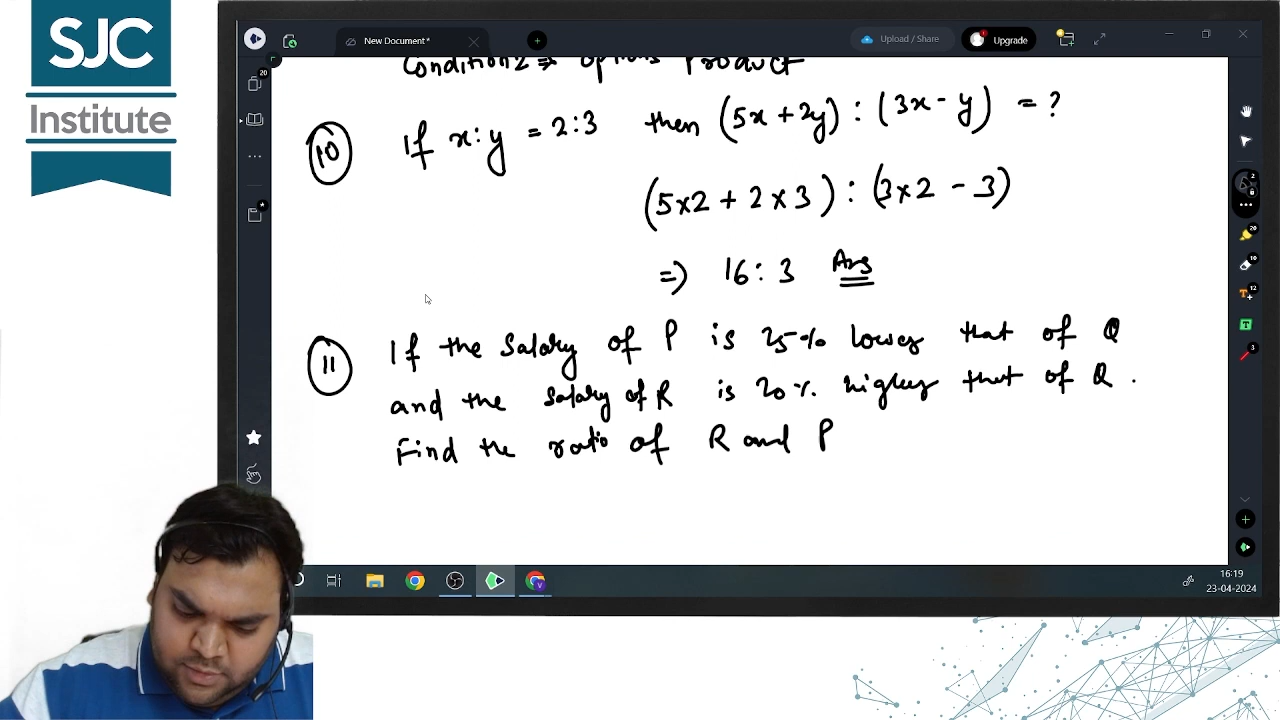 SJC
Institute
New Document*
Upload / Share
Upgrade
Condition 2 ⇒ options Product
10 If x:y = 2:3 then (5x + 2y) : (3x - y) = ?
(5×2 + 2×3) : (3×2 - 3)
=) 16:3 Ans
11 If the salary of P is 25% lower that of Q
and the salary of R is 20% higher that of Q.
Find the ratio of R and P
16:19
23-04-2024